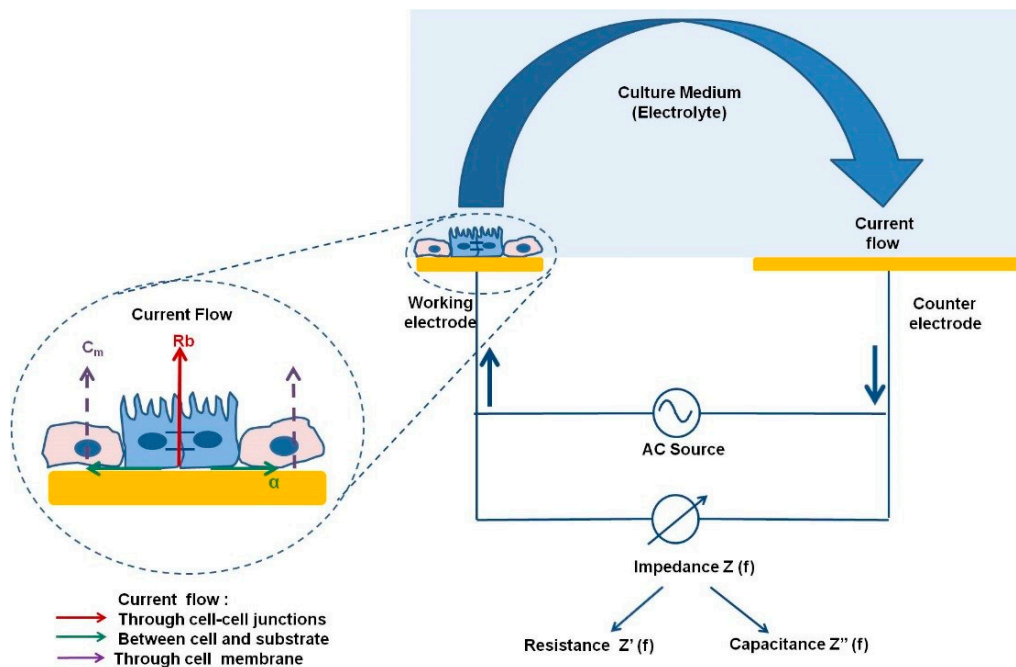 Culture Medium
(Electrolyte)
Current
flow
Working
electrode
Counter
electrode
Current Flow
Cm
Rb
α
AC Source
Impedance Z (f)
Resistance Z' (f)
Capacitance Z'' (f)
Current flow :
Through cell-cell junctions
Between cell and substrate
Through cell membrane